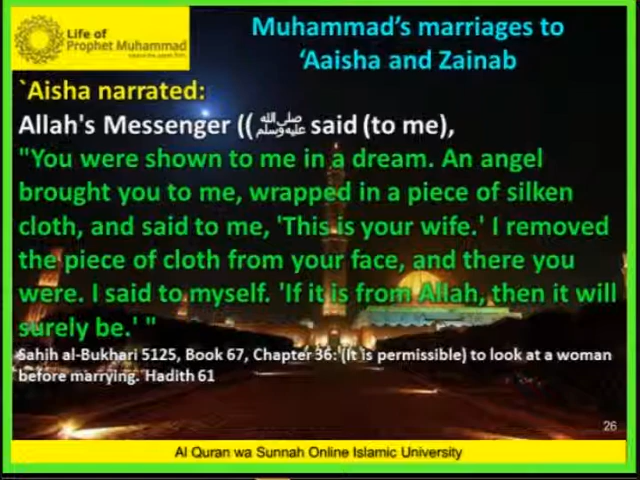 Life of
Prophet Muhammad
Muhammad's marriages to
'Aaisha and Zainab
`Aisha narrated:
Allah's Messenger ((ﷺ said (to me),
"You were shown to me in a dream. An angel
brought you to me, wrapped in a piece of silken
cloth, and said to me, 'This is your wife.' I removed
the piece of cloth from your face, and there you
were. I said to myself. 'If it is from Allah, then it will
surely be.' "
Sahih al-Bukhari 5125, Book 67, Chapter 36: (It is permissible) to look at a woman
before marrying. Hadith 61
26
Al Quran wa Sunnah Online Islamic University